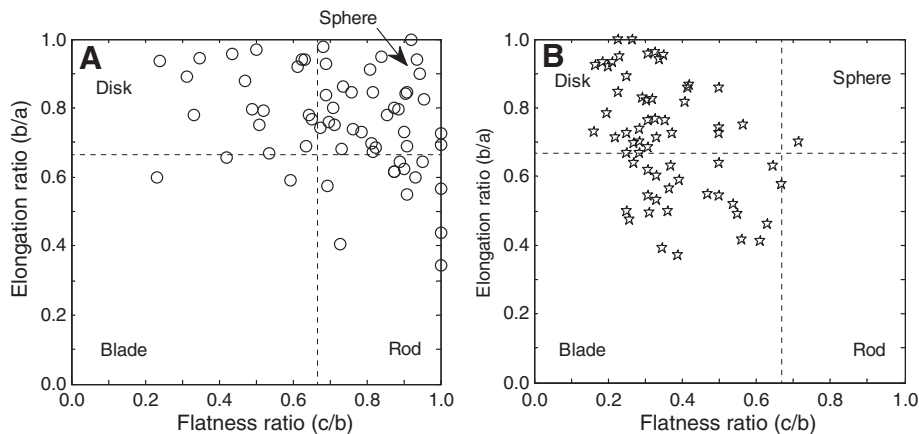 Sphere
A
Disk
Blade
Rod
Elongation ratio (b/a)
1.0
0.8
0.6
0.4
0.2
0.0
0.0 0.2 0.4 0.6 0.8 1.0
Flatness ratio (c/b)
B
Disk
Sphere
Blade
Rod
Elongation ratio (b/a)
1.0
0.8
0.6
0.4
0.2
0.0
0.0 0.2 0.4 0.6 0.8 1.0
Flatness ratio (c/b)